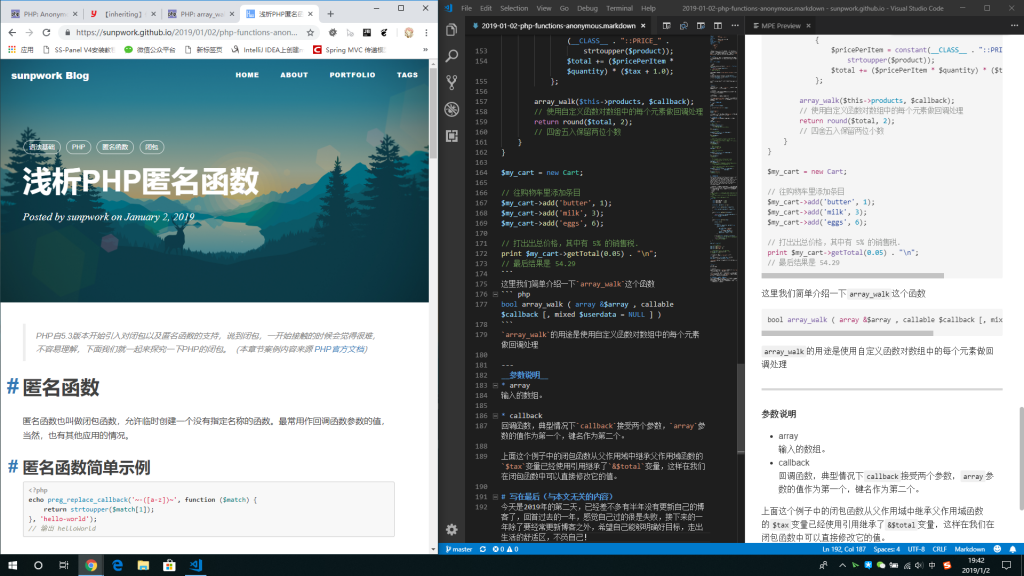 PHP: Anonym
【inheriting】
PHP: array_wa
浅析PHP匿名函
https://sunpwork.github.io/2019/01/02/php-functions-anon...
应用
SS-Panel V4安装教
微信公众平台
新标签页
IntelliJ IDEA上创建
Spring MVC 传递
sunpwork Blog
HOME
ABOUT
PORTFOLIO
TAGS
语法基础
PHP
匿名函数
闭包
浅析PHP匿名函数
Posted by sunpwork on January 2, 2019
PHP自5.3版本开始引入对闭包以及匿名函数的支持，说到闭包，一开始接触的时候会觉得很难，
不容易理解，下面我们就一起来探究一下PHP的闭包。（本章节案例内容来源 PHP官方文档）
# 匿名函数
匿名函数也叫做闭包函数，允许临时创建一个没有指定名称的函数。最常用作回调函数参数的值，
当然，也有其他应用的情况。
# 匿名函数简单示例
<?php
echo preg_replace_callback('~-([a-z])~', function ($match) {
return strtoupper($match[1]);
}, 'hello-world');
// 输出 helloWorld
File Edit Selection View Go Debug Terminal Help
2019-01-02-php-functions-anonymous.markdown - sunpwork.github.io - Visual Studio Code
2019-01-02-php-functions-anonymous.markdown
(__CLASS__ . "::PRICE_" .
153 strtoupper($product));
154 $total += ($pricePerItem *
$quantity) * ($tax + 1.0);
155 };
156
157 array_walk($this->products, $callback);
158 // 使用自定义函数对数组中的每个元素做回调处理
159 return round($total, 2);
160 // 四舍五入保留两位小数
161 }
162 }
163
164 $my_cart = new Cart;
165
166 // 往购物车里添加条目
167 $my_cart->add('butter', 1);
168 $my_cart->add('milk', 3);
169 $my_cart->add('eggs', 6);
170
171 // 打出出总价格，其中有 5% 的销售税.
172 print $my_cart->getTotal(0.05) . "\n";
173 // 最后结果是 54.29
174 ```
175 这里我们简单介绍一下`array_walk`这个函数
176 ``` php
177 bool array_walk ( array &$array , callable
$callback [, mixed $userdata = NULL ] )
178 ```
179 `array_walk`的用途是使用自定义函数对数组中的每个元素
做回调处理
180
181 ---
182 __参数说明__
183 * array
184 输入的数组。
185
186 * callback
187 回调函数，典型情况下`callback`接受两个参数，`array`参
数的值作为第一个，键名作为第二个。
188
189 上面这个例子中的闭包函数从父作用域中继承父作用域函数的
`$tax`变量已经使用引用继承了`&$total`变量，这样在我们
在闭包函数中可以直接修改它的值。
190
191 # 写在最后（与本文无关的内容）
192 今天是2019年的第二天，已经差不多有半年没有更新自己的博
客了，回首过去的一年，感觉自己过的很是失败，接下来的一
年除了要经常更新博客之外，希望自己能够明确好目标，走出
生活的舒适区，不负自己！
MPE Preview
{
$pricePerItem = constant(__CLASS__ . "::PRI
strtoupper($product));
$total += ($pricePerItem * $quantity) * ($t
};
array_walk($this->products, $callback);
// 使用自定义函数对数组中的每个元素做回调处理
return round($total, 2);
// 四舍五入保留两位小数
}
}
$my_cart = new Cart;
// 往购物车里添加条目
$my_cart->add('butter', 1);
$my_cart->add('milk', 3);
$my_cart->add('eggs', 6);
// 打出出总价格，其中有 5% 的销售税.
print $my_cart->getTotal(0.05) . "\n";
// 最后结果是 54.29
这里我们简单介绍一下 array_walk 这个函数
bool array_walk ( array &$array , callable $callback [, mix
array_walk 的用途是使用自定义函数对数组中的每个元素做回
调处理
参数说明
• array
输入的数组。
• callback
回调函数，典型情况下 callback 接受两个参数， array 参
数的值作为第一个，键名作为第二个。
上面这个例子中的闭包函数从父作用域中继承父作用域函数
的 $tax 变量已经使用引用继承了 &$total 变量，这样在我们在
闭包函数中可以直接修改它的值。
master
0 0
Ln 192, Col 187
Spaces: 4
UTF-8
CRLF
Markdown
中
19:42
2019/1/2